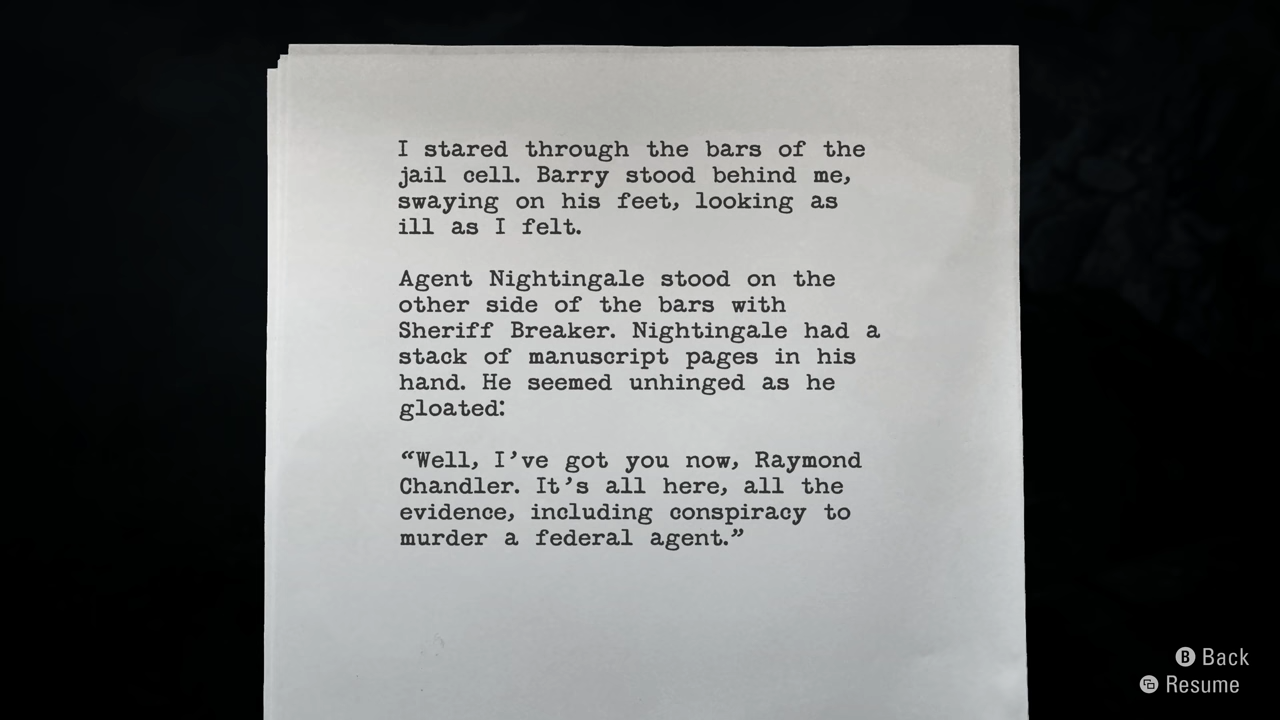 I stared through the bars of the
jail cell. Barry stood behind me,
swaying on his feet, looking as
ill as I felt.
Agent Nightingale stood on the
other side of the bars with
Sheriff Breaker. Nightingale had a
stack of manuscript pages in his
hand. He seemed unhinged as he
gloated:
“Well, I’ve got you now, Raymond
Chandler. It’s all here, all the
evidence, including conspiracy to
murder a federal agent.”
B Back
Resume